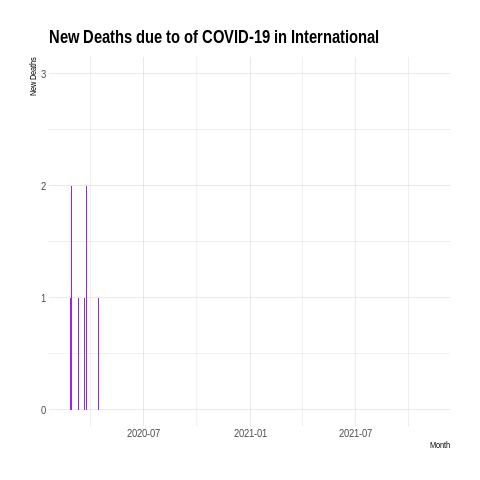 New Deaths due to of COVID-19 in International
New Deaths
3
2
1
0
2020-07
2021-01
2021-07
Month